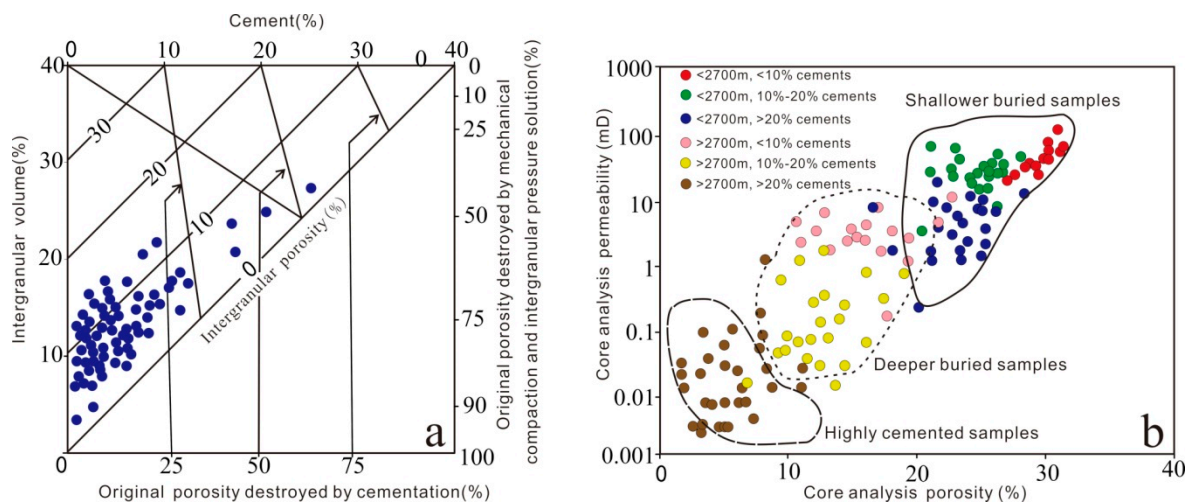 Cement(%)
0 10 20 30 0 40
40 30 20 10 0
Intergranular volume(%)
30 20 10 0
Intergranular porosity(%)
0 10 25 50 75 90 100
Original porosity destroyed by mechanical
compaction and intergranular pressure solution(%)
a
0 25 50 75
Original porosity destroyed by cementation(%)
1000
100
10
1
0.1
0.01
0.001
Core analysis permeability (mD)
<2700m, <10% cements
<2700m, 10%-20% cements
<2700m, >20% cements
>2700m, <10% cements
>2700m, 10%-20% cements
>2700m, >20% cements
Shallower buried samples
Deeper buried samples
Highly cemented samples
b
0 10 20 30 40
Core analysis porosity (%)